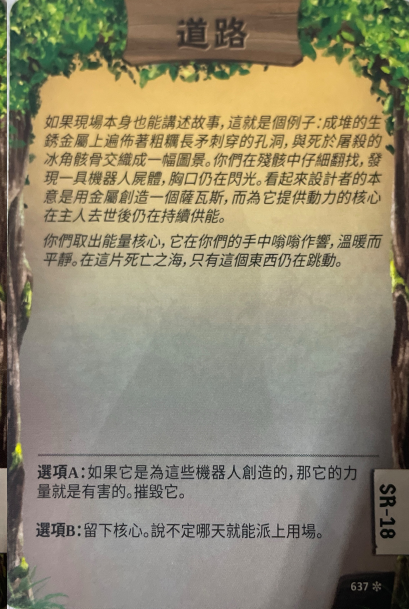 道路
如果現場本身也能講述故事，這就是個例子：成堆的生
銹金屬上遍佈著粗糲長矛刺穿的孔洞，與死於屠殺的
冰角骸骨交織成一幅圖景。你們在殘骸中仔細翻找，發
現一具機器人屍體，胸口仍在閃光。看起來設計者的本
意是用金屬創造一個薩瓦斯，而為它提供動力的核心
在主人去世後仍在持續供能。
你們取出能量核心，它在你們的手中嗡嗡作響，溫暖而
平靜。在這片死亡之海，只有這個東西仍在跳動。
選項A：如果它是為這些機器人創造的，那它的力
量就是有害的。摧毀它。
選項B：留下核心。說不定哪天就能派上用場。
SR-18
637